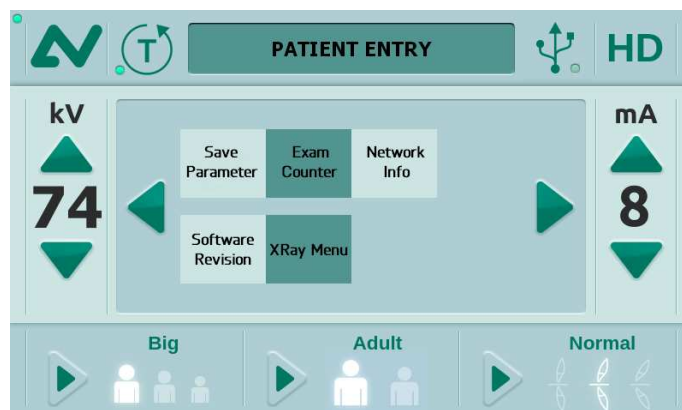 T
PATIENT ENTRY
HD
kV
mA
Save
Parameter
Exam
Counter
Network
Info
74
8
Software
Revision
XRay Menu
Big
Adult
Normal